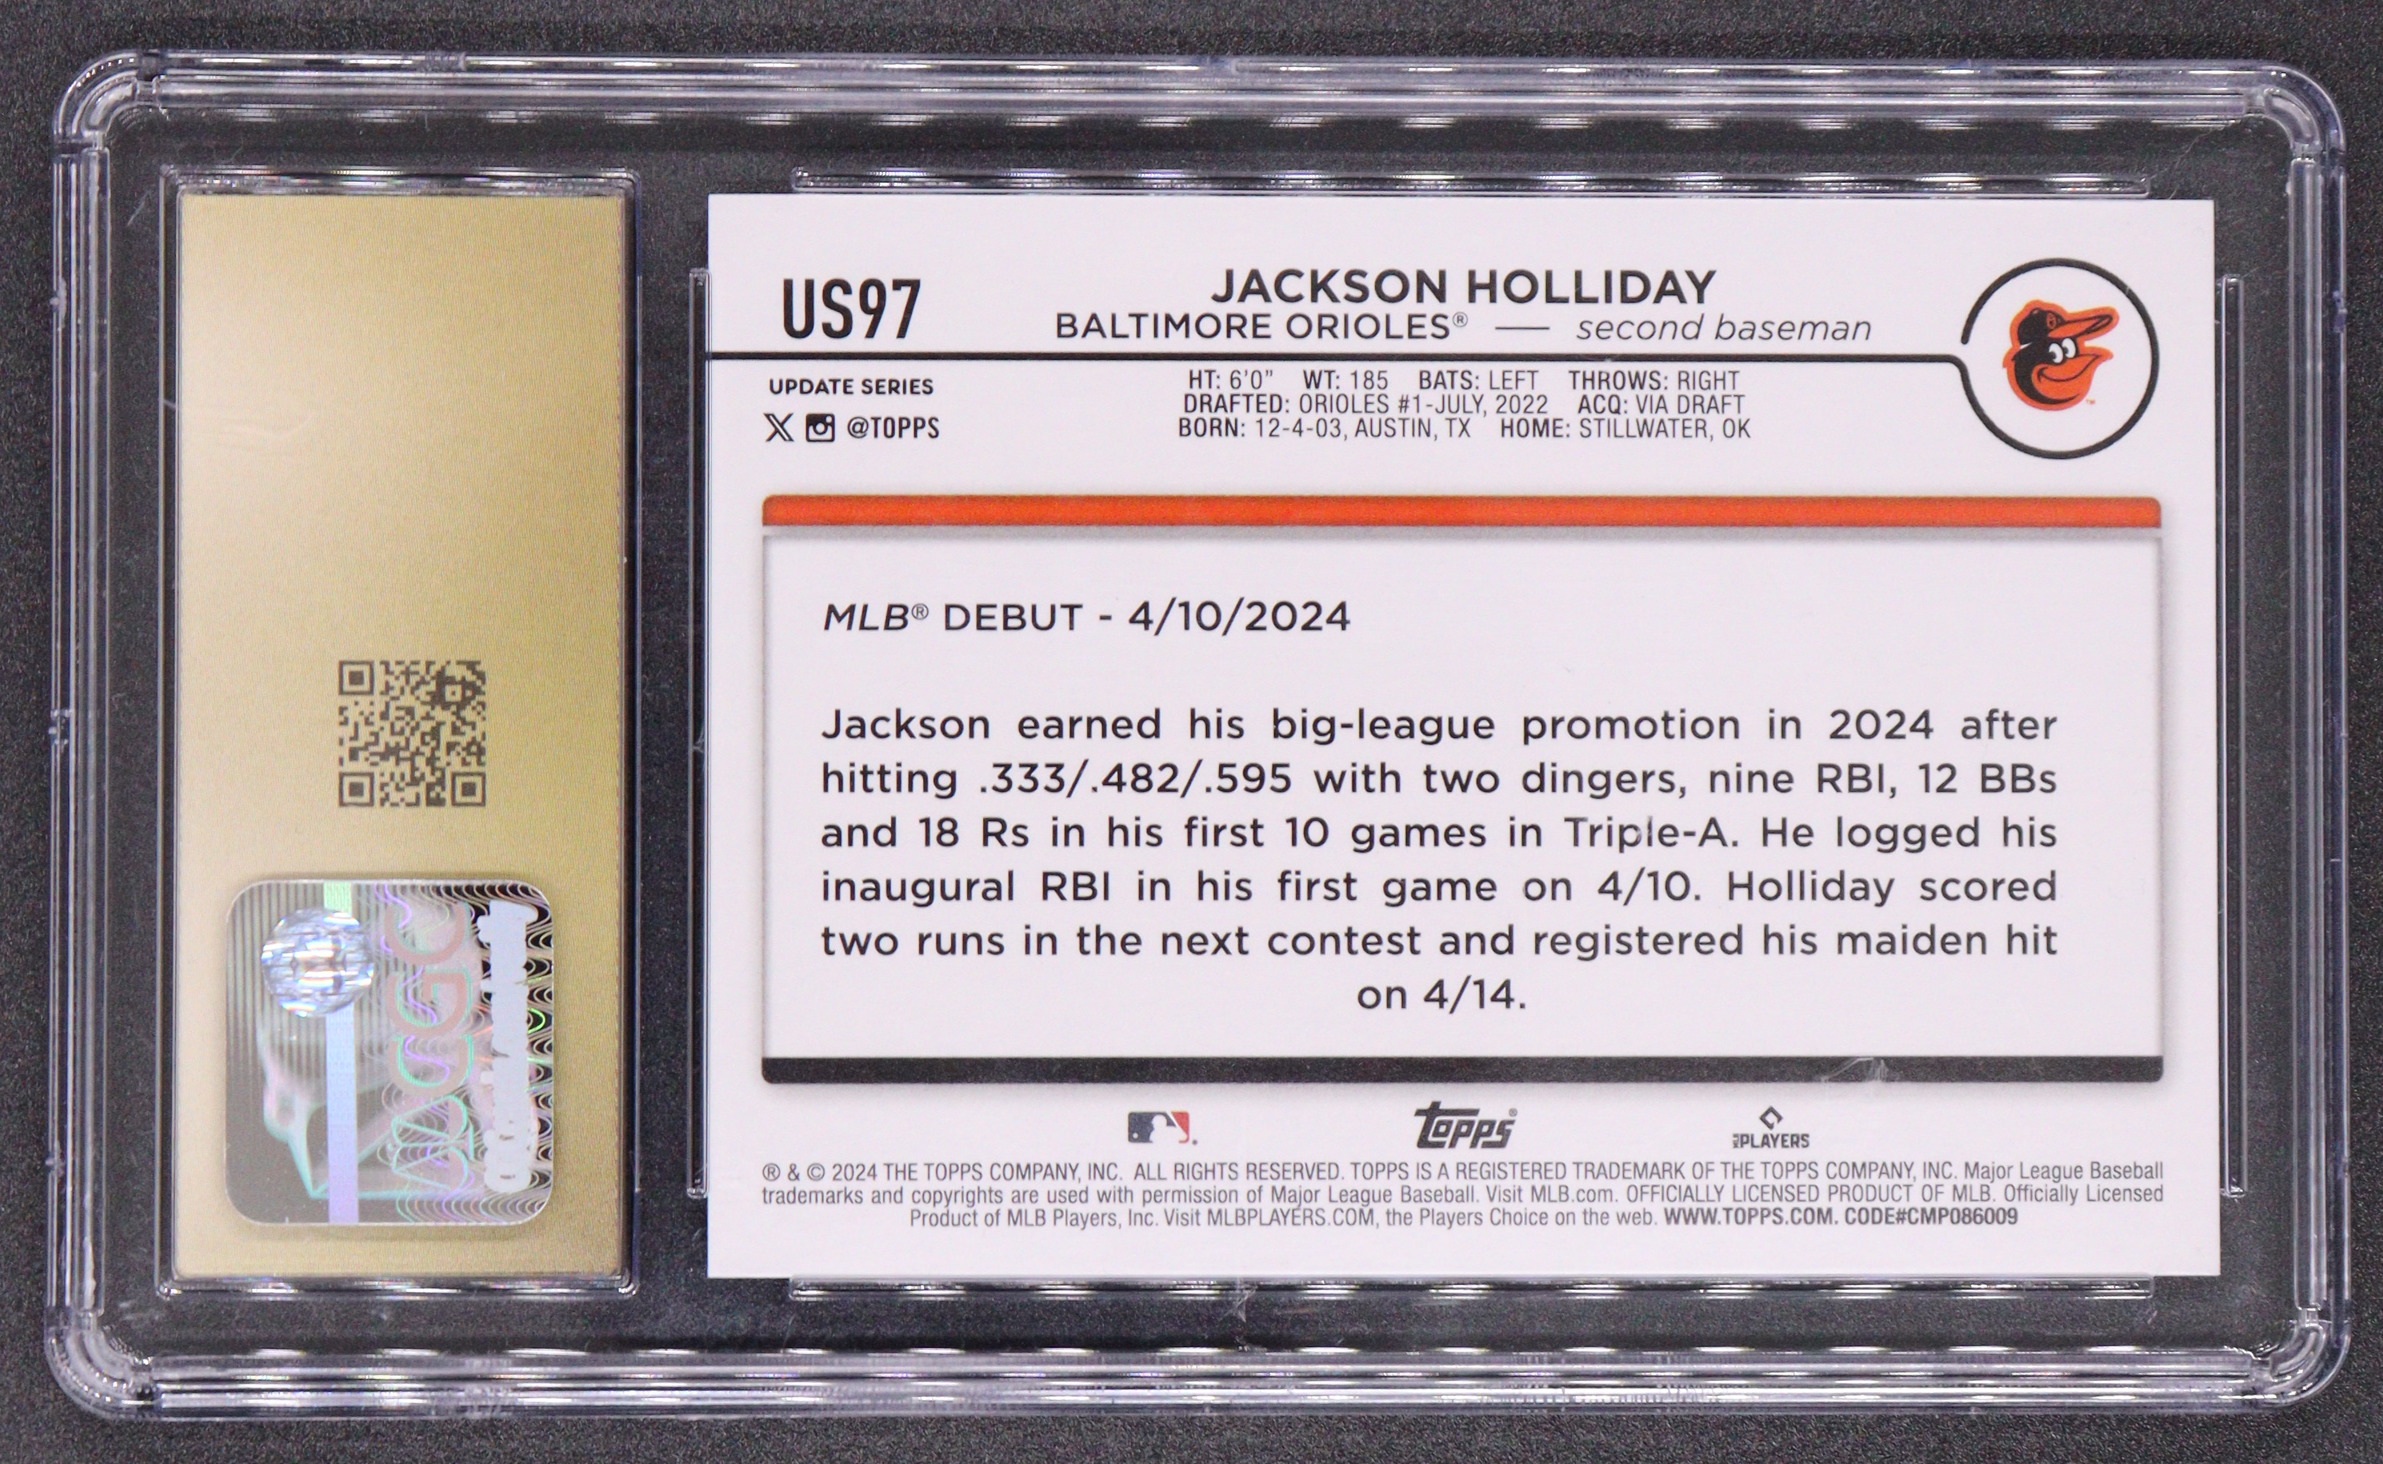 US97
JACKSON HOLLIDAY
BALTIMORE ORIOLES® — second baseman
UPDATE SERIES
@TOPPS
HT: 6'0" WT: 185 BATS: LEFT THROWS: RIGHT
DRAFTED: ORIOLES #1-JULY, 2022 ACQ: VIA DRAFT
BORN: 12-4-03, AUSTIN, TX HOME: STILLWATER, OK
MLB® DEBUT - 4/10/2024
Jackson earned his big-league promotion in 2024 after
hitting .333/.482/.595 with two dingers, nine RBI, 12 BBs
and 18 Rs in his first 10 games in Triple-A. He logged his
inaugural RBI in his first game on 4/10. Holliday scored
two runs in the next contest and registered his maiden hit
on 4/14.
Topps®
MLB PLAYERS
® & © 2024 THE TOPPS COMPANY, INC. ALL RIGHTS RESERVED. TOPPS IS A REGISTERED TRADEMARK OF THE TOPPS COMPANY, INC. Major League Baseball
trademarks and copyrights are used with permission of Major League Baseball. Visit MLB.com. OFFICIALLY LICENSED PRODUCT OF MLB. Officially Licensed
Product of MLB Players, Inc. Visit MLBPLAYERS.COM, the Players Choice on the web. WWW.TOPPS.COM. CODE#CMP086009